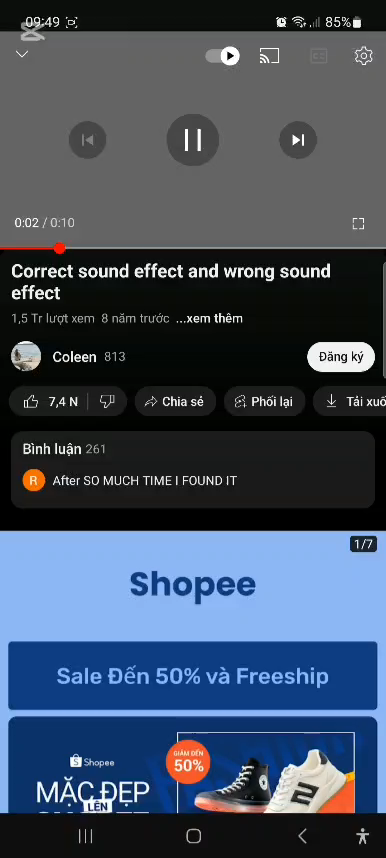 09:49
85%
0:02 / 0:10
Correct sound effect and wrong sound
effect
1,5 Tr lượt xem 8 năm trước ...xem thêm
Coleen 813
Đăng ký
7,4 N
Chia sẻ
Phối lại
Tải xuố
Bình luận 261
R
After SO MUCH TIME I FOUND IT
1/7
Shopee
Sale Đến 50% và Freeship
Shopee
GIẢM ĐẾN
50%
MẶC ĐẸP
LÊN
2